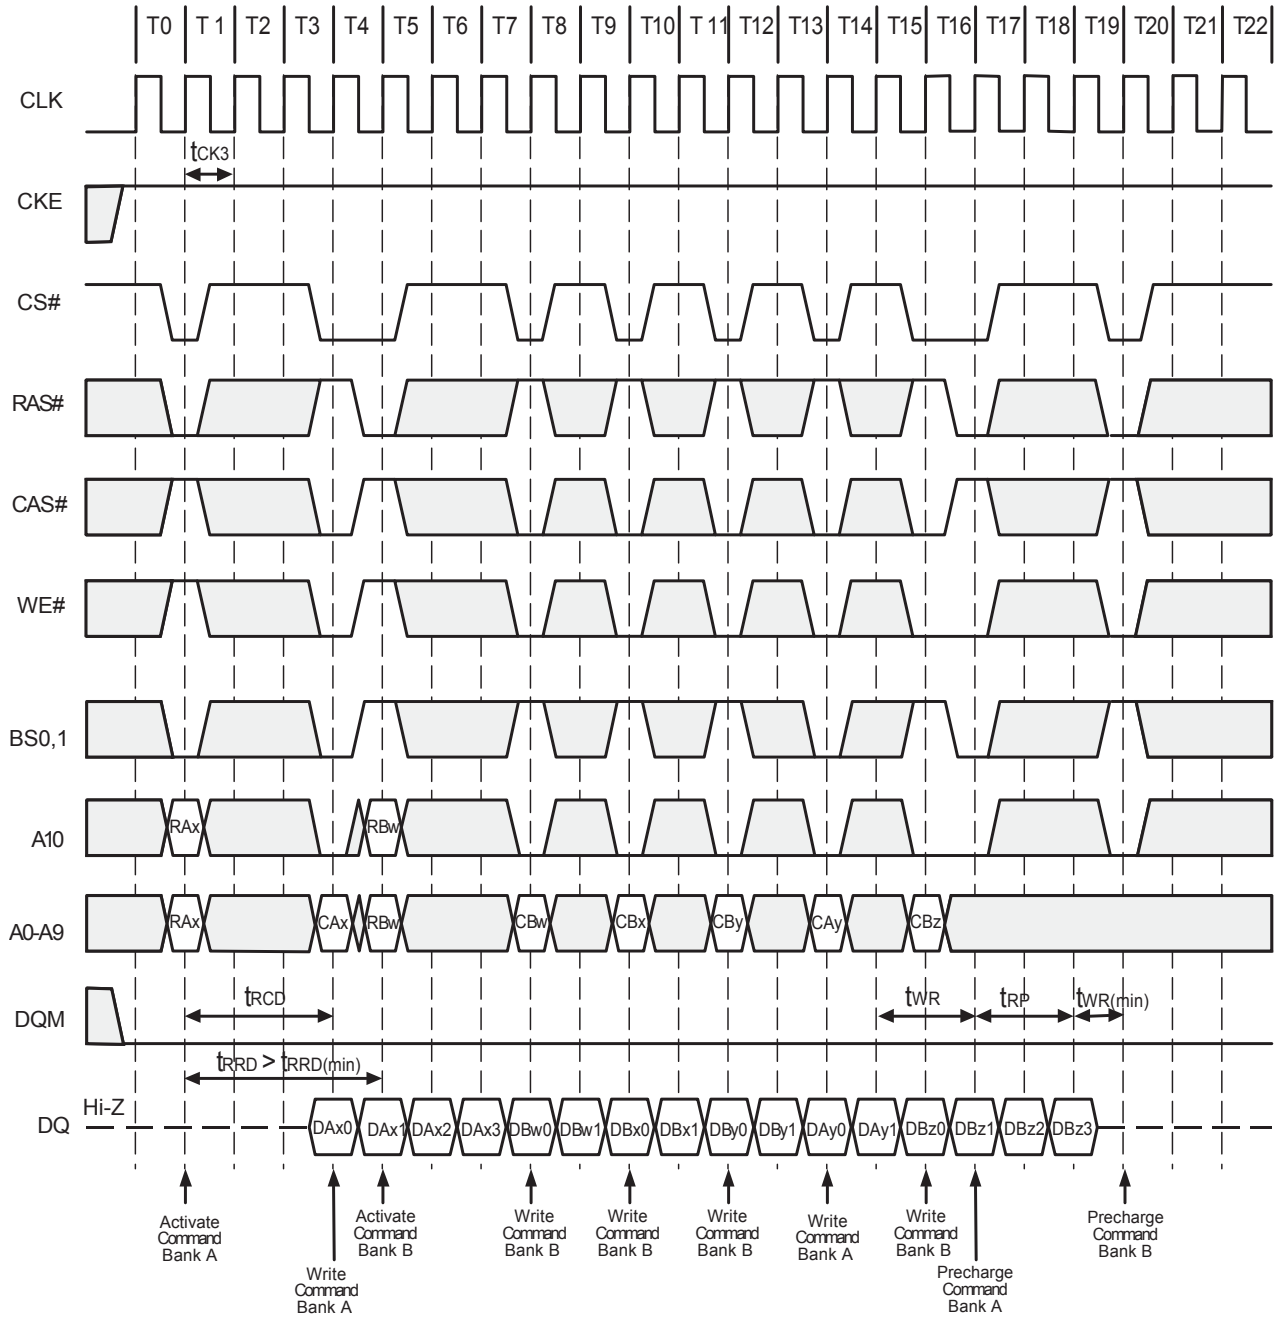 T0 T1 T2 T3 T4 T5 T6 T7 T8 T9 T10 T11 T12 T13 T14 T15 T16 T17 T18 T19 T20 T21 T22
CLK
tCK3
CKE
CS#
RAS#
CAS#
WE#
BS0,1
A10
RAx RBw
A0-A9
RAx CAx RBw CBw CBx CBy CAy CBz
DQM
tRCD tWR tRP tWR(min)
tRRD > tRRD(min)
Hi-Z
DQ
DAx0 DAx1 DAx2 DAx3 DBw0 DBw1 DBx0 DBx1 DBy0 DBy1 DAy0 DAy1 DBz0 DBz1 DBz2 DBz3
Activate
Command
Bank A
Write
Command
Bank A
Activate
Command
Bank B
Write
Command
Bank B
Write
Command
Bank B
Write
Command
Bank B
Write
Command
Bank A
Write
Command
Bank B
Precharge
Command
Bank A
Precharge
Command
Bank B